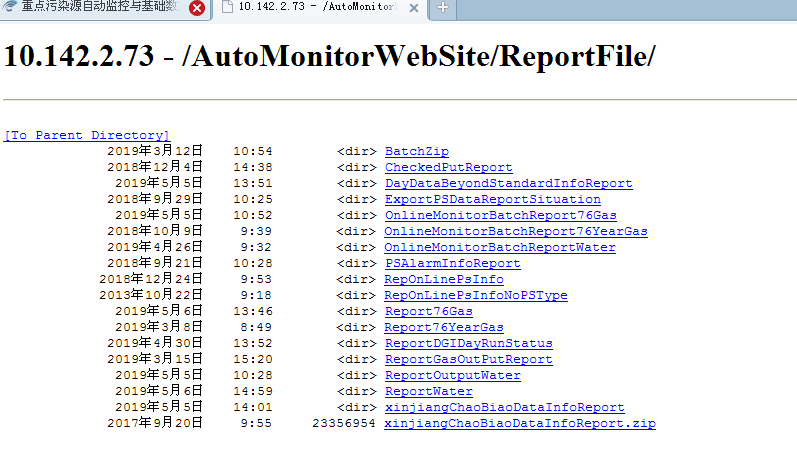 重点污染源自动监控与基础数
10.142.2.73 - /AutoMonitorW
10.142.2.73 - /AutoMonitorWebSite/ReportFile/
[To Parent Directory]
2019年3月12日 10:54 <dir> BatchZip
2018年12月4日 14:38 <dir> CheckedPutReport
2019年5月5日 13:51 <dir> DayDataBeyondStandardInfoReport
2018年9月29日 10:25 <dir> ExportPSDataReportSituation
2019年5月5日 10:52 <dir> OnlineMonitorBatchReport76Gas
2018年10月9日 9:39 <dir> OnlineMonitorBatchReport76YearGas
2019年4月26日 9:32 <dir> OnlineMonitorBatchReportWater
2018年9月21日 10:28 <dir> PSAlarmInfoReport
2018年12月24日 9:53 <dir> RepOnLinePsInfo
2013年10月22日 9:18 <dir> RepOnLinePsInfoNoPSType
2019年5月6日 13:46 <dir> Report76Gas
2019年3月8日 8:49 <dir> Report76YearGas
2019年4月30日 13:52 <dir> ReportDGIDayRunStatus
2019年3月15日 15:20 <dir> ReportGasOutPutReport
2019年5月5日 10:28 <dir> ReportOutputWater
2019年5月6日 14:59 <dir> ReportWater
2019年5月5日 14:01 <dir> xinjiangChaoBiaoDataInfoReport
2017年9月20日 9:55 23356954 xinjiangChaoBiaoDataInfoReport.zip